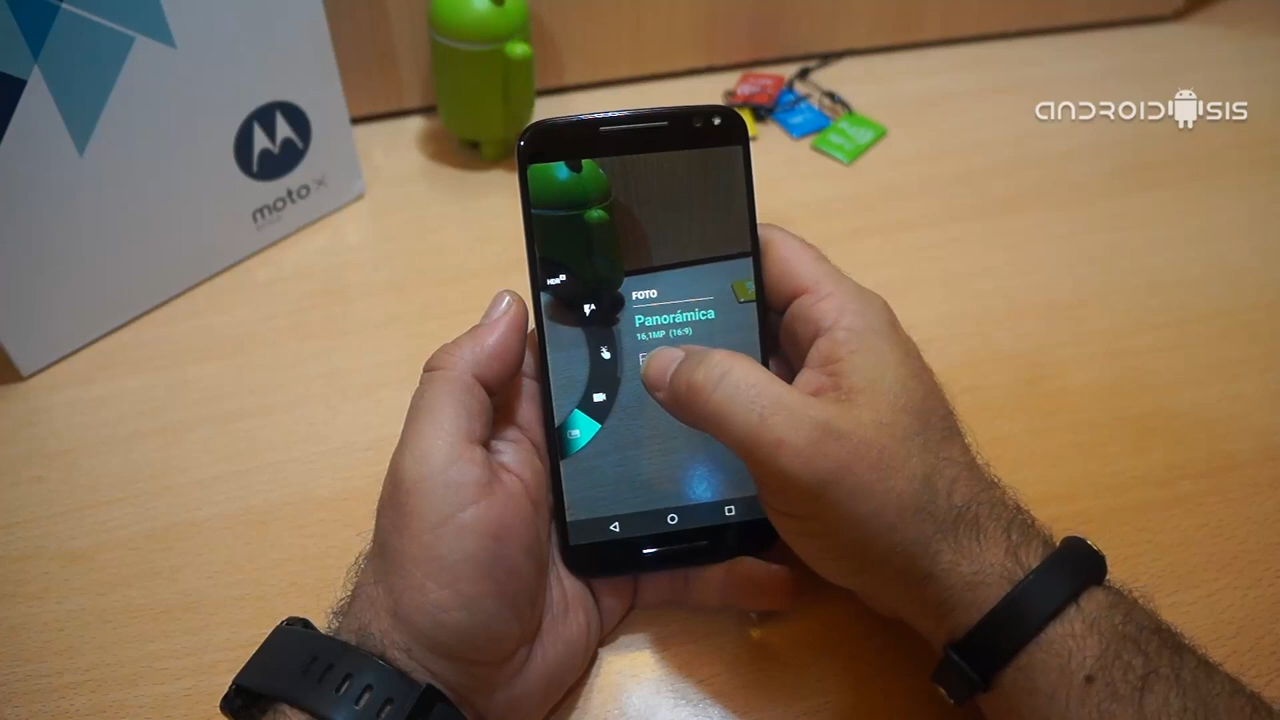 moto X
ANDROIDSIS
HDR
FOTO
Panorámica
16,1MP (16:9)